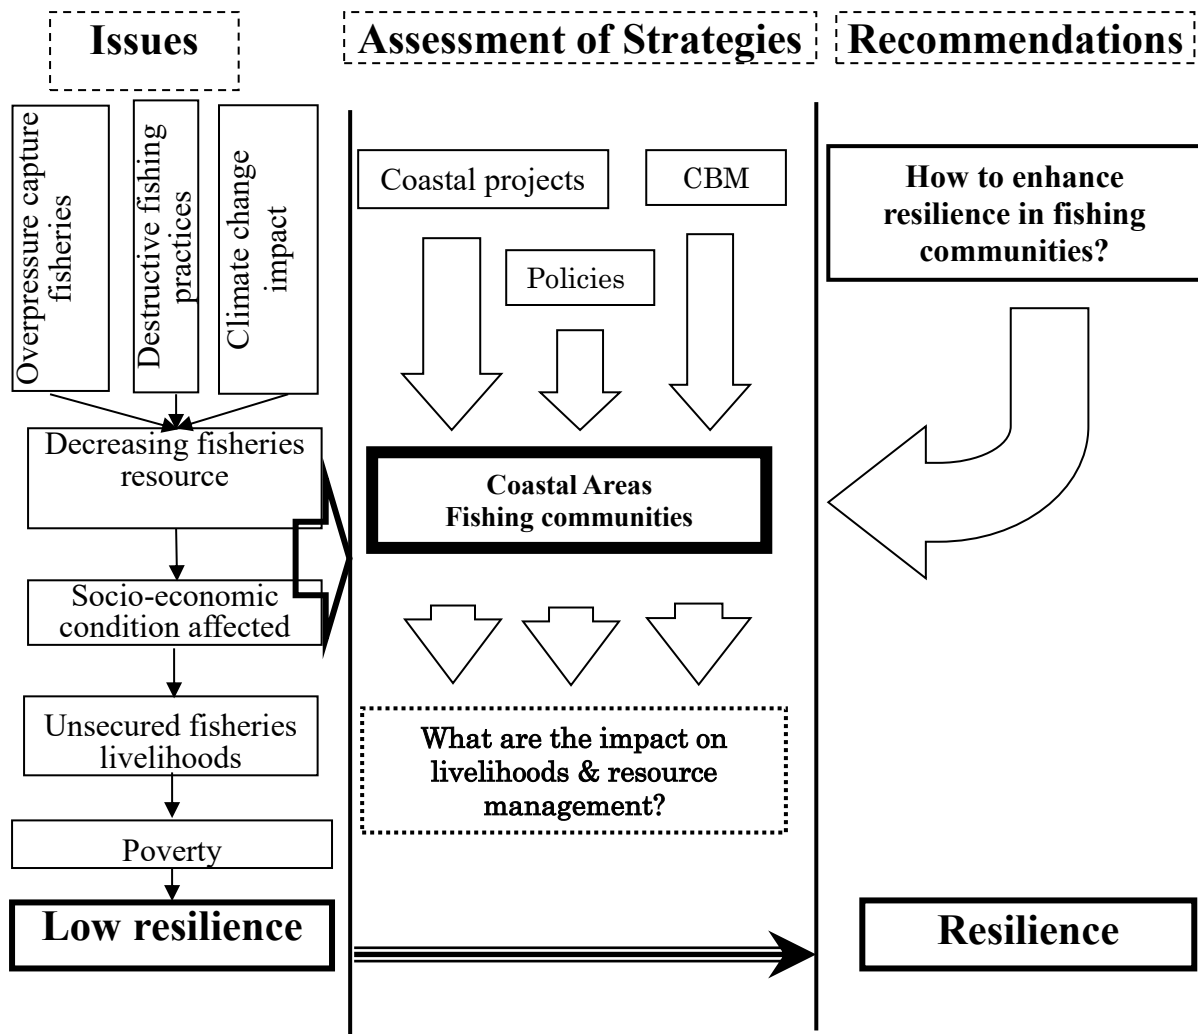 Issues
Assessment of Strategies
Recommendations
Overpressure capture
fisheries
Destructive fishing
practices
Climate change
impact
Decreasing fisheries
resource
Socio-economic
condition affected
Unsecured fisheries
livelihoods
Poverty
Low resilience
Coastal projects
CBM
Policies
Coastal Areas
Fishing communities
What are the impact on
livelihoods & resource
management?
How to enhance
resilience in fishing
communities?
Resilience